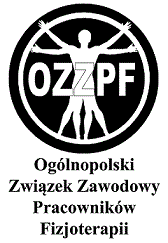 OZZPF
Ogólnopolski
Związek Zawodowy
Pracowników
Fizjoterapii